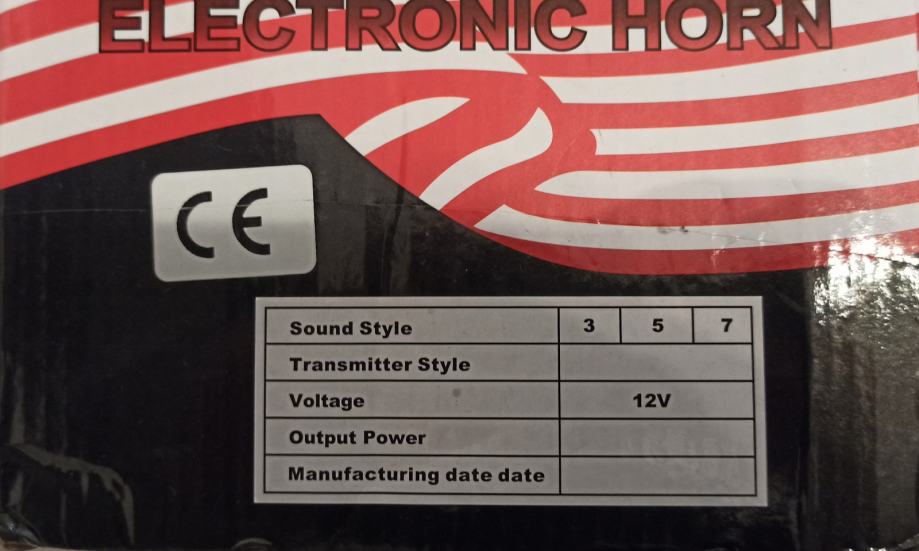 ELECTRONIC HORN
CE
Sound Style 3 5 7
Transmitter Style
Voltage 12V
Output Power
Manufacturing date date